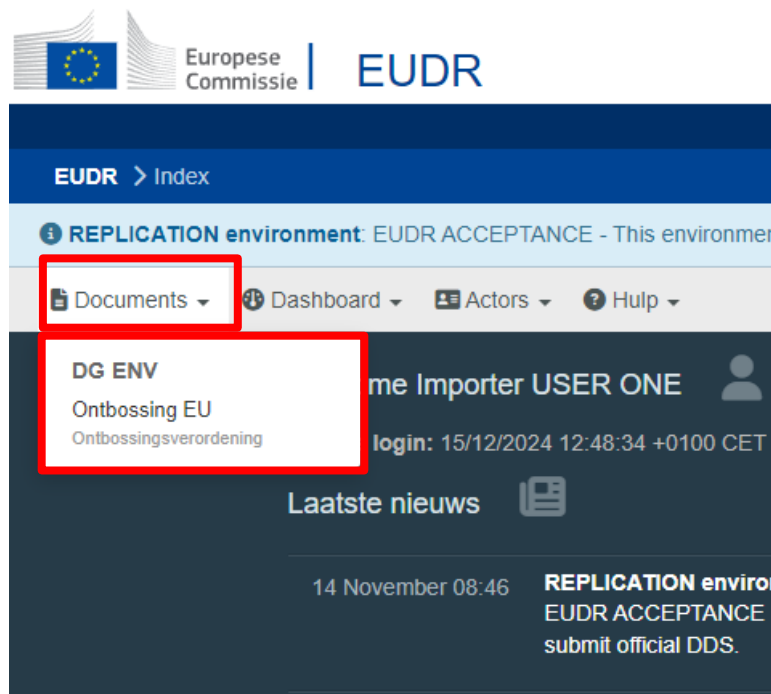 Europese
Commissie
EUDR
EUDR > Index
REPLICATION environment: EUDR ACCEPTANCE - This environmen
Documents Dashboard Actors Hulp
DG ENV
Ontbossing EU
Ontbossingsverordening
me Importer USER ONE
login: 15/12/2024 12:48:34 +0100 CET
Laatste nieuws
14 November 08:46 REPLICATION enviro
EUDR ACCEPTANCE
submit official DDS.